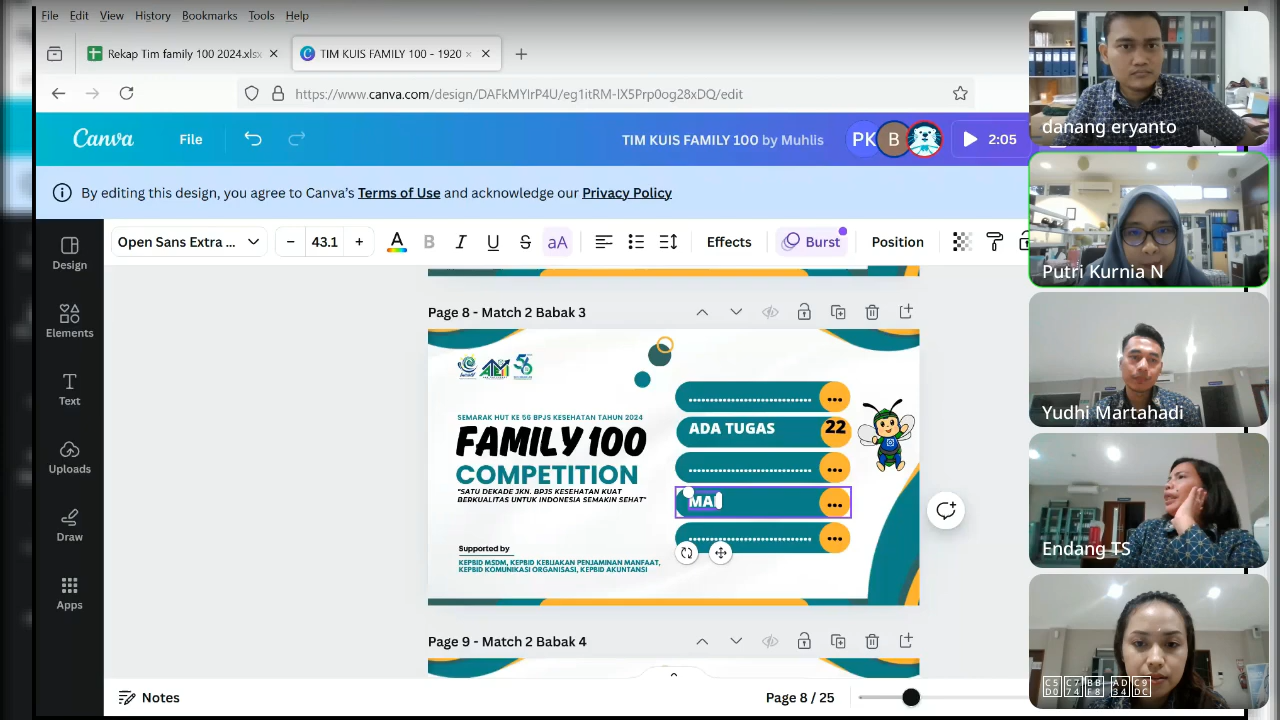 File Edit View History Bookmarks Tools Help
Rekap Tim family 100 2024.xls
ILY 100 - s
https://www.canva.com/design/DAFkMYIrP4U/eg1itRM-IX5Prp0og28xDQ/edit
Canva File TIM KUIS FAMILY 100 by Muhlis PK B 2:05
By editing this design, you agree to Canva's Terms of Use and acknowledge our Privacy Policy
Open Sans Extra ... 43.1 A B I U S aA Effects Burst Position
Design
Elements
Text
Uploads
Draw
Apps
Page 8 - Match 2 Babak 3
SEMARAK HUT KE 56 BPJS KESEHATAN TAHUN 2024
FAMILY 100
COMPETITION
"SATU DEKADE JKN. BPJS KESEHATAN KUAT
BERKUALITAS UNTUK INDONESIA SEMAKIN SEHAT"
Supported by
KEPBID MSDM, KEPBID KEBIJAKAN PENJAMINAN MANFAAT,
KEPBID KOMUNIKASI ORGANISASI, KEPBID AKUNTANSI
................................ ...
ADA TUGAS 22
................................ ...
MA ...
................................ ...
Page 9 - Match 2 Babak 4
Notes
Page 8 / 25
danang eryanto
Putri Kurnia N
Yudhi Martahadi
Endang TS